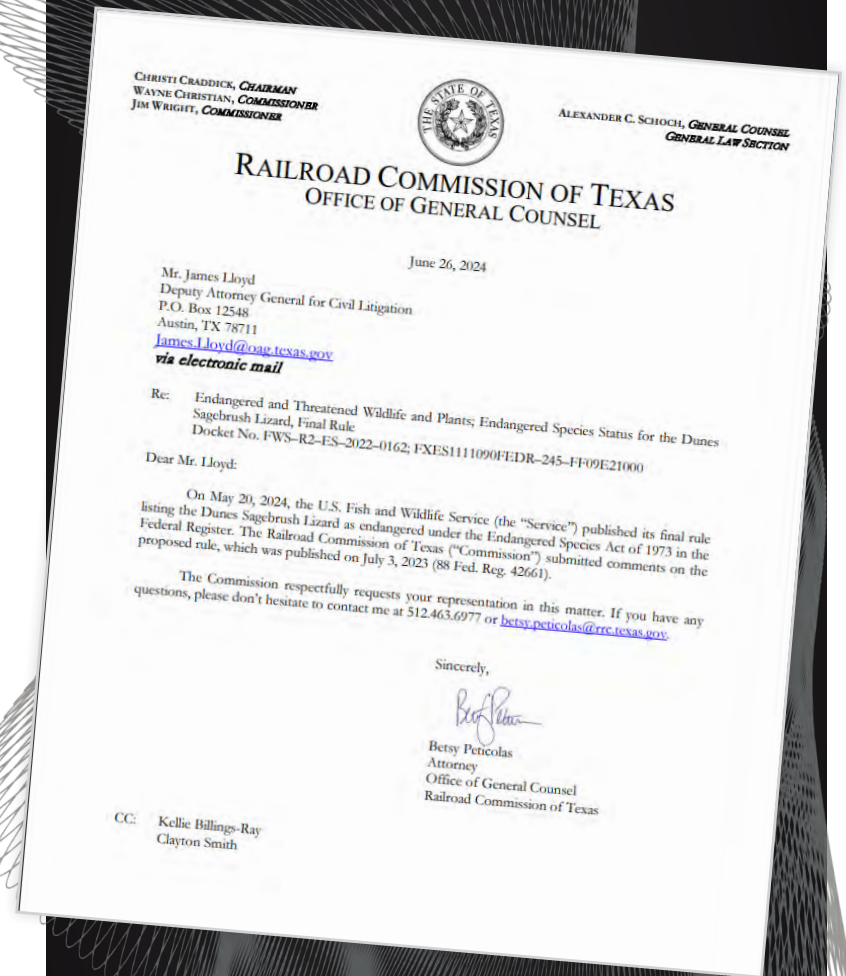 CHRISTI CRADDICK, CHAIRMAN
WAYNE CHRISTIAN, COMMISSIONER
JIM WRIGHT, COMMISSIONER
THE STATE OF TEXAS
ALEXANDER C. SCHOCH, GENERAL COUNSEL
GENERAL LAW SECTION
RAILROAD COMMISSION OF TEXAS
OFFICE OF GENERAL COUNSEL
June 26, 2024
Mr. James Lloyd
Deputy Attorney General for Civil Litigation
P.O. Box 12548
Austin, TX 78711
James.Lloyd@oag.texas.gov
via electronic mail
Re: Endangered and Threatened Wildlife and Plants; Endangered Species Status for the Dunes
Sagebrush Lizard, Final Rule
Docket No. FWS–R2–ES–2022–0162; FXES1111090FEDR–245–FF09E21000
Dear Mr. Lloyd:
On May 20, 2024, the U.S. Fish and Wildlife Service (the “Service”) published its final rule
listing the Dunes Sagebrush Lizard as endangered under the Endangered Species Act of 1973 in the
Federal Register. The Railroad Commission of Texas (“Commission”) submitted comments on the
proposed rule, which was published on July 3, 2023 (88 Fed. Reg. 42661).
The Commission respectfully requests your representation in this matter. If you have any
questions, please don’t hesitate to contact me at 512.463.6977 or betsy.peticolas@rrc.texas.gov.
Sincerely,
Betsy Peticolas
Attorney
Office of General Counsel
Railroad Commission of Texas
CC: Kellie Billings-Ray
Clayton Smith